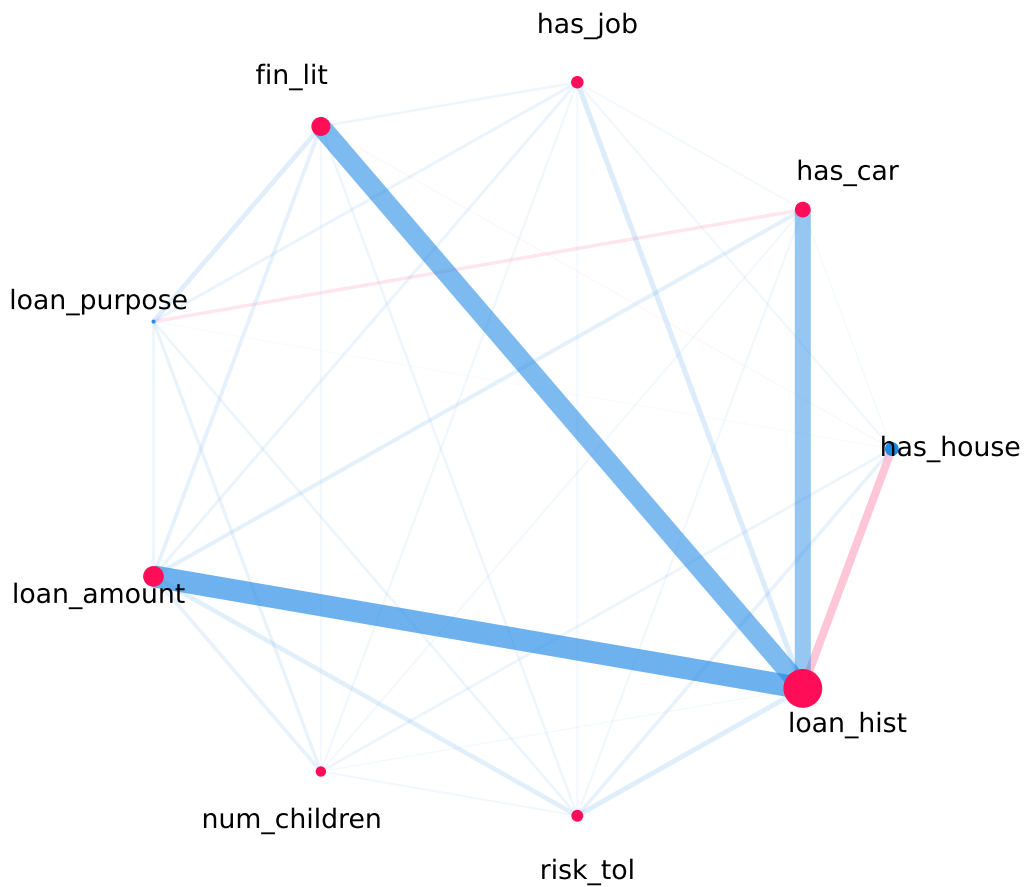 has_job
fin_lit
has_car
loan_purpose
has_house
loan_amount
loan_hist
num_children
risk_tol